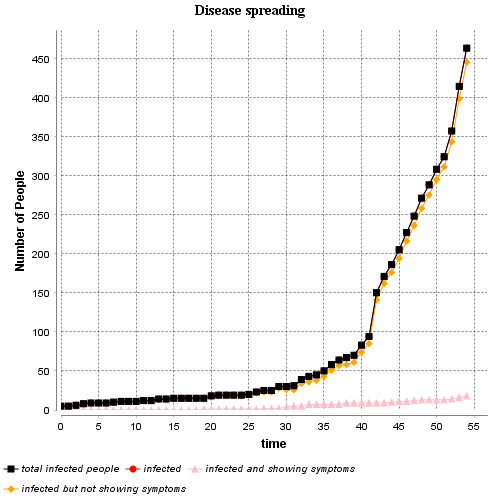 Disease spreading
Number of People
450
400
350
300
250
200
150
100
50
0
0 5 10 15 20 25 30 35 40 45 50 55
time
total infected people infected infected and showing symptoms
infected but not showing symptoms